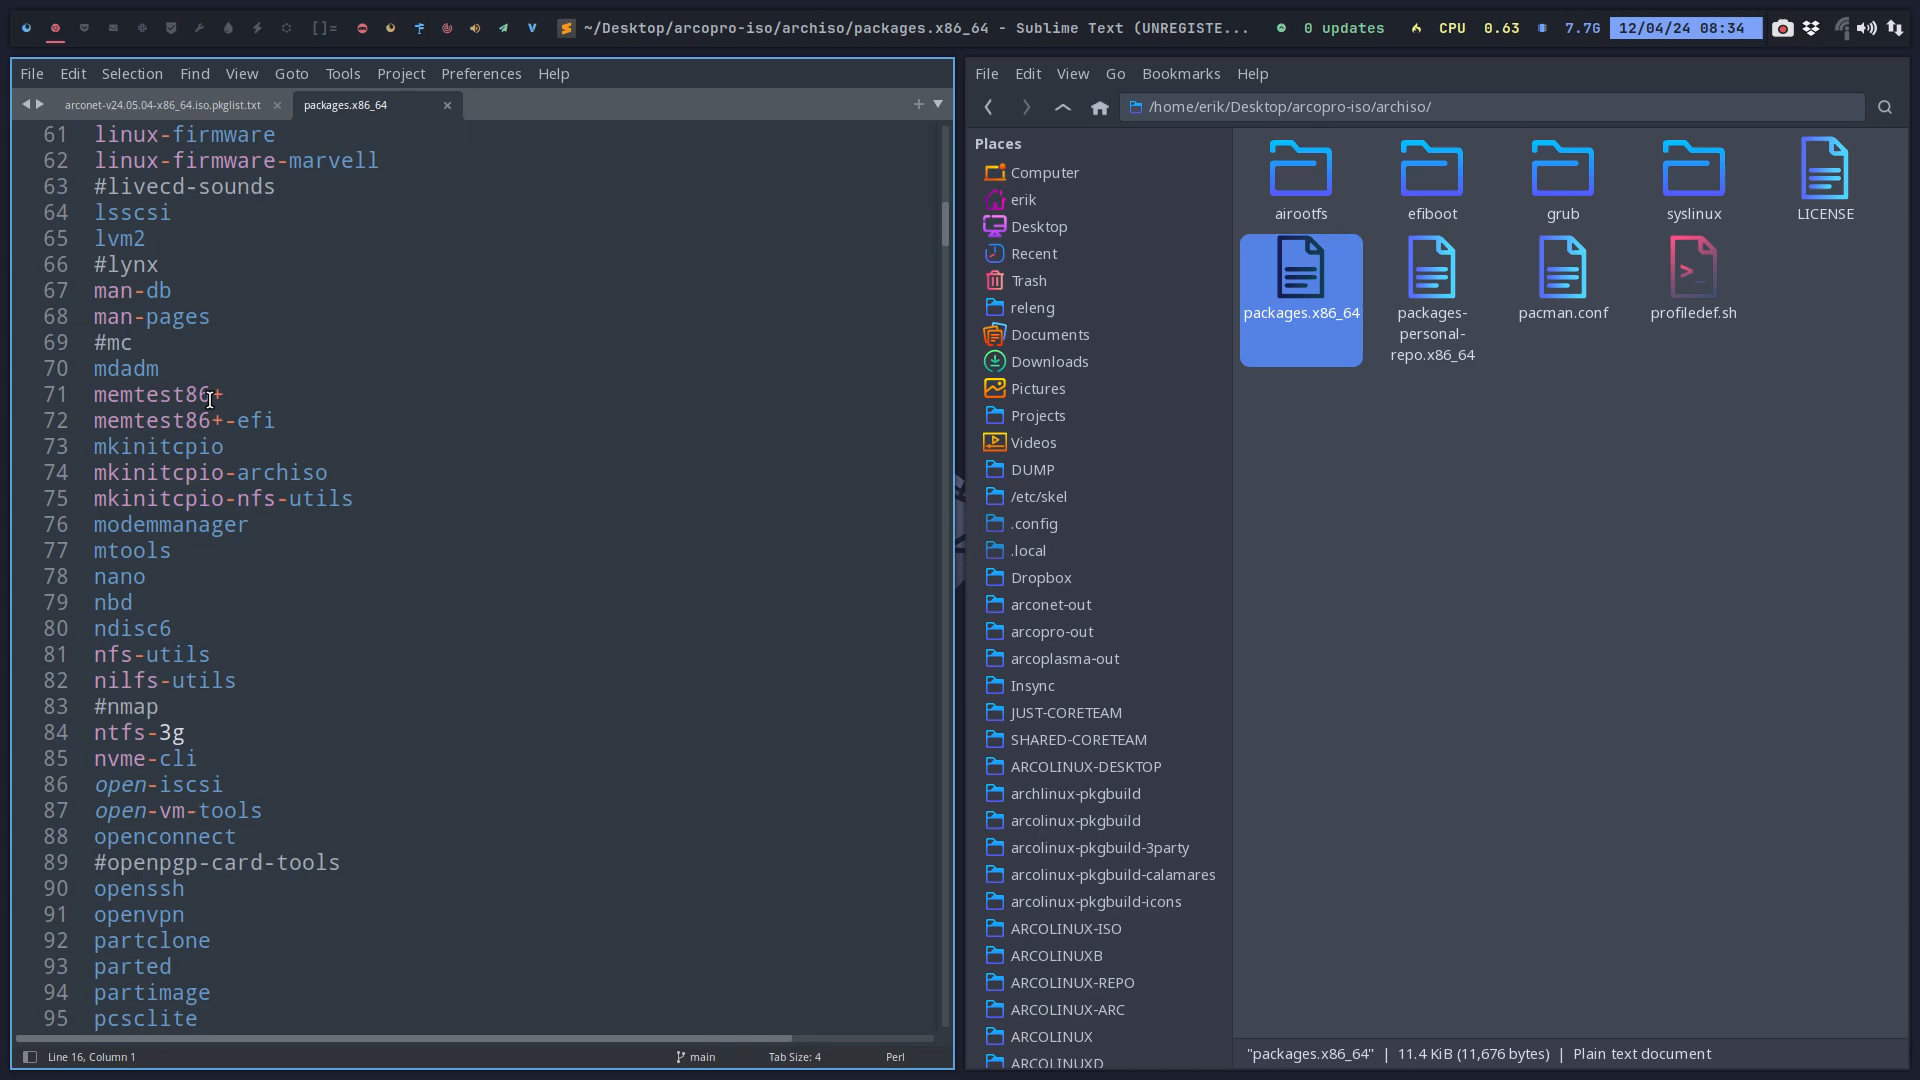 []=
V
~/Desktop/arcopro-iso/archiso/packages.x86_64 - Sublime Text (UNREGISTE...
0 updates
CPU 0.63
7.7G
12/04/24 08:34
File Edit Selection Find View Goto Tools Project Preferences Help
arconet-v24.05.04-x86_64.iso.pkglist.txt ×
packages.x86_64 ×
+
61 linux-firmware
62 linux-firmware-marvell
63 #livecd-sounds
64 lsscsi
65 lvm2
66 #lynx
67 man-db
68 man-pages
69 #mc
70 mdadm
71 memtest86+
72 memtest86+-efi
73 mkinitcpio
74 mkinitcpio-archiso
75 mkinitcpio-nfs-utils
76 modemmanager
77 mtools
78 nano
79 nbd
80 ndisc6
81 nfs-utils
82 nilfs-utils
83 #nmap
84 ntfs-3g
85 nvme-cli
86 open-iscsi
87 open-vm-tools
88 openconnect
89 #openpgp-card-tools
90 openssh
91 openvpn
92 partclone
93 parted
94 partimage
95 pcsclite
Line 16, Column 1
main
Tab Size: 4
Perl
File Edit View Go Bookmarks Help
/home/erik/Desktop/arcopro-iso/archiso/
Places
Computer
erik
Desktop
Recent
Trash
releng
Documents
Downloads
Pictures
Projects
Videos
DUMP
/etc/skel
.config
.local
Dropbox
arconet-out
arcopro-out
arcoplasma-out
Insync
JUST-CORETEAM
SHARED-CORETEAM
ARCOLINUX-DESKTOP
archlinux-pkgbuild
arcolinux-pkgbuild
arcolinux-pkgbuild-3party
arcolinux-pkgbuild-calamares
arcolinux-pkgbuild-icons
ARCOLINUX-ISO
ARCOLINUXB
ARCOLINUX-REPO
ARCOLINUX-ARC
ARCOLINUX
ARCOLINUXD
airootfs
efiboot
grub
syslinux
LICENSE
packages.x86_64
packages-
personal-
repo.x86_64
pacman.conf
>_
profiledef.sh
"packages.x86_64" | 11.4 KiB (11,676 bytes) | Plain text document